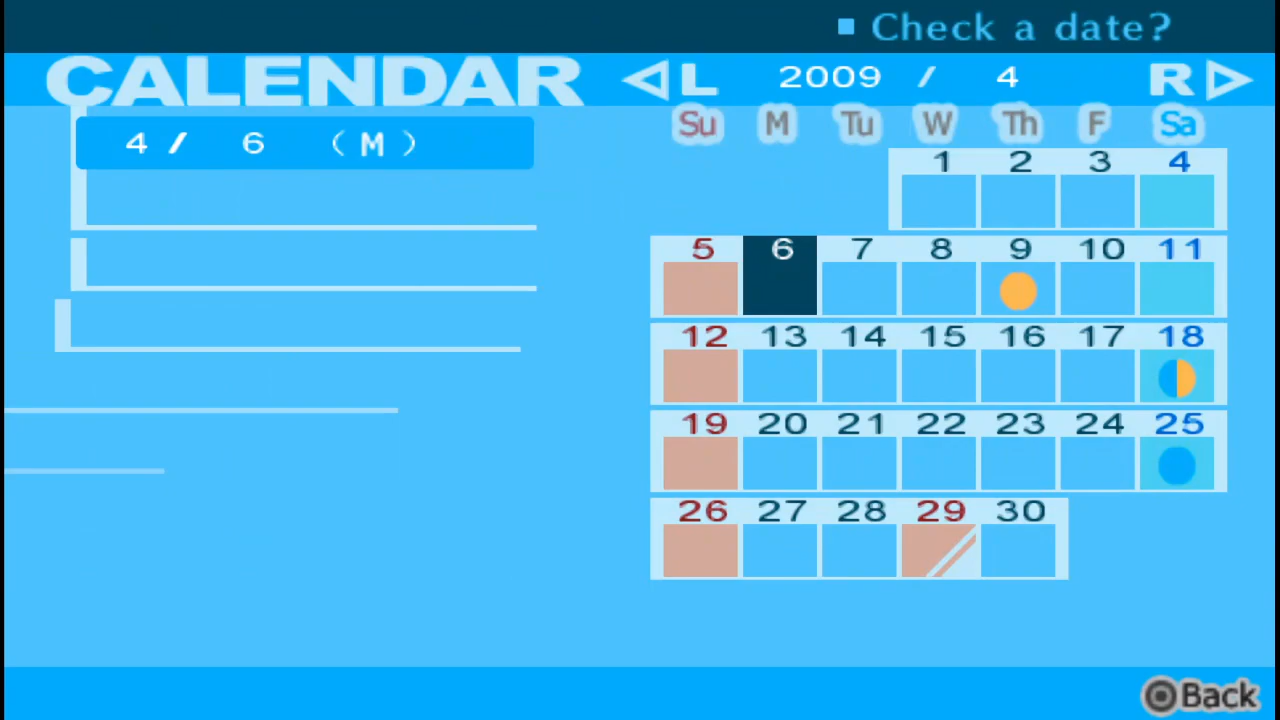 Check a date?
CALENDAR
L 2009 / 4 R
4 / 6 (M)
Su M Tu W Th F Sa
1 2 3 4
5 6 7 8 9 10 11
12 13 14 15 16 17 18
19 20 21 22 23 24 25
26 27 28 29 30
Back